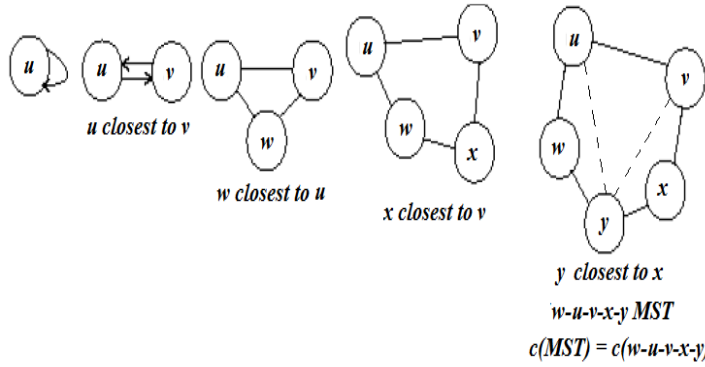 u
u v
u closest to v
u v
w
w closest to u
u v
w
x
x closest to v
u
v
w
x
y
y closest to x
w-u-v-x-y MST
c(MST) = c(w-u-v-x-y)